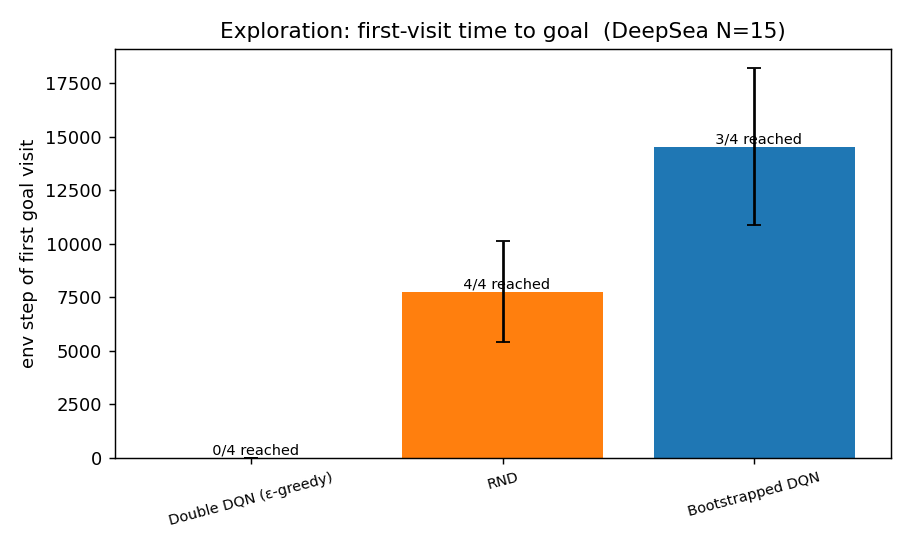 Exploration: first-visit time to goal  (DeepSea N=15)
env step of first goal visit
17500
15000
12500
10000
7500
5000
2500
0
0/4 reached
4/4 reached
3/4 reached
Double DQN (ε-greedy)
RND
Bootstrapped DQN